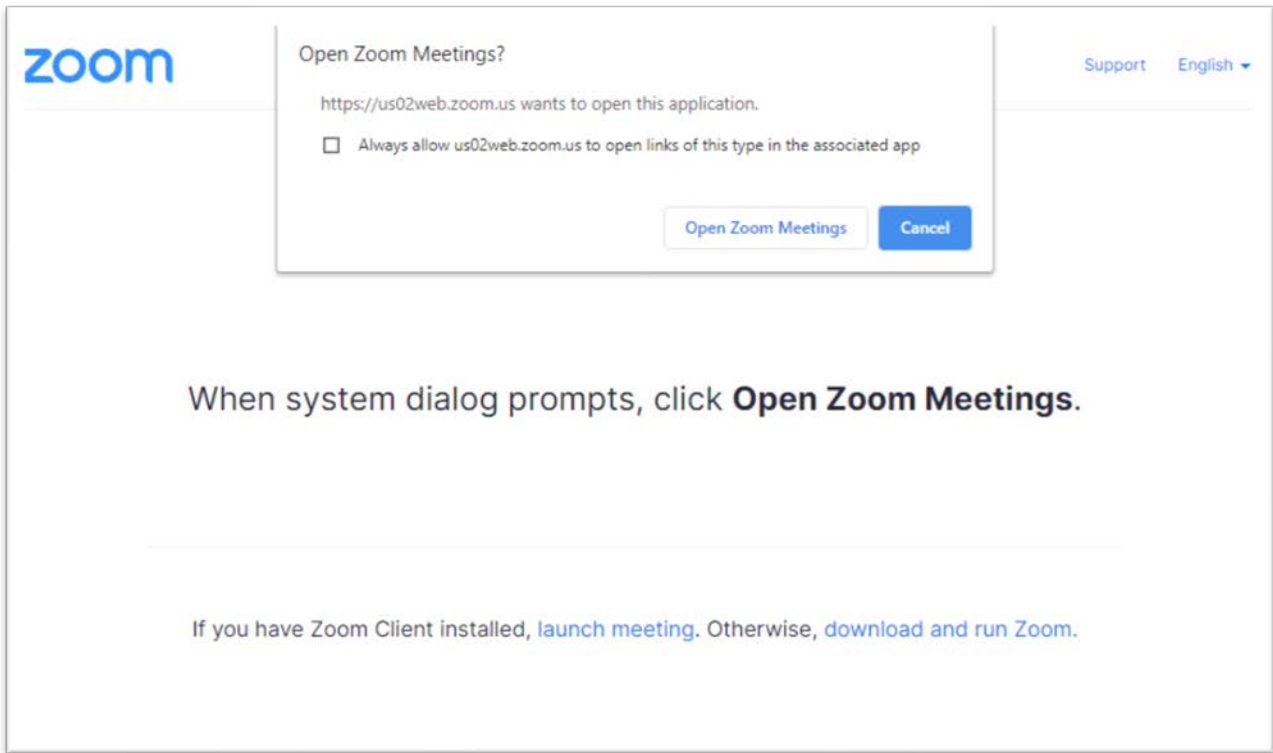 zoom
Open Zoom Meetings?
https://us02web.zoom.us wants to open this application.
Always allow us02web.zoom.us to open links of this type in the associated app
Open Zoom Meetings
Cancel
Support
English
When system dialog prompts, click Open Zoom Meetings.
If you have Zoom Client installed, launch meeting. Otherwise, download and run Zoom.